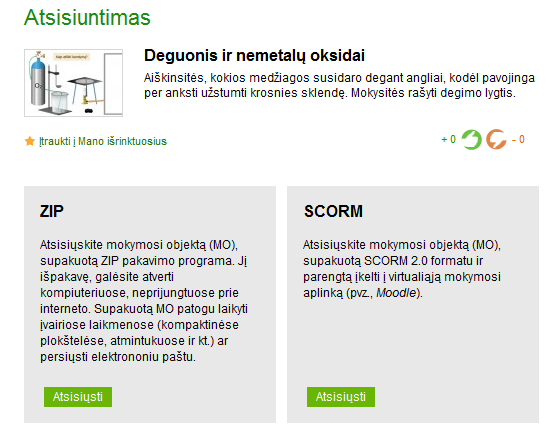 Atsisiuntimas
Deguonis ir nemetalų oksidai
Aiškinsitės, kokios medžiagos susidaro degant angliai, kodėl pavojinga
per anksti užstumti krosnies sklendę. Mokysitės rašyti degimo lygtis.
Įtraukti į Mano išrinktuosius
+ 0
- 0
ZIP
Atsisiųskite mokymosi objektą (MO),
supakuotą ZIP pakavimo programa. Jį
išpakavę, galėsite atverti
kompiuteriuose, neprijungtuose prie
interneto. Supakuotą MO patogu laikyti
įvairiose laikmenose (kompaktinėse
plokštelėse, atmintukuose ir kt.) ar
persiųsti elektroniniu paštu.
Atsisiųsti
SCORM
Atsisiųskite mokymosi objektą (MO),
supakuotą SCORM 2.0 formatu ir
parengtą įkelti į virtualiąją mokymosi
aplinką (pvz., Moodle).
Atsisiųsti